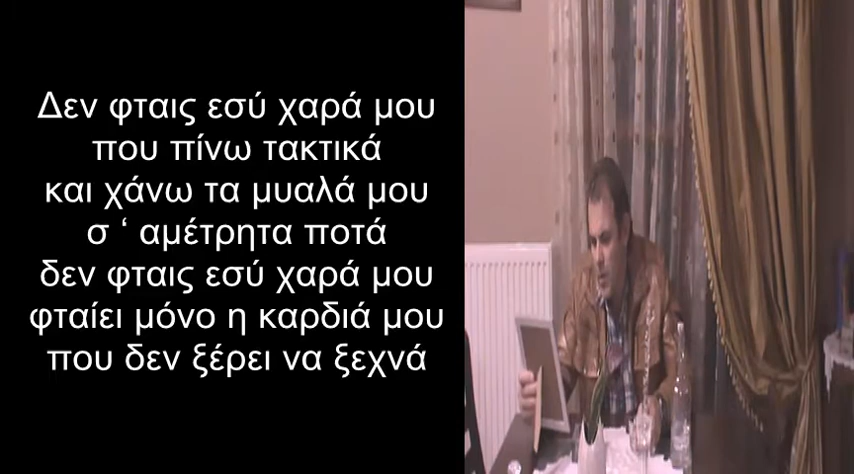 Δεν φταις εσύ χαρά μου
που πίνω τακτικά
και χάνω τα μυαλά μου
σ ‘ αμέτρητα ποτά
δεν φταις εσύ χαρά μου
φταίει μόνο η καρδιά μου
που δεν ξέρει να ξεχνά